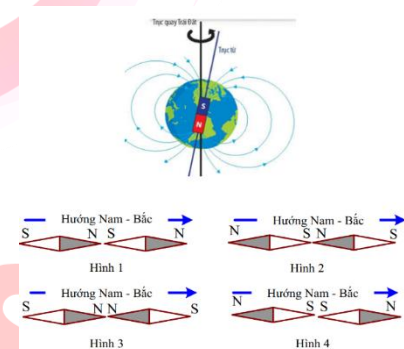 Trục quay Trái Đất
Trục từ
S
N
Hướng Nam - Bắc
S N S N
Hình 1
Hướng Nam - Bắc
N S N S
Hình 2
Hướng Nam - Bắc
S N N S
Hình 3
Hướng Nam - Bắc
N S S N
Hình 4